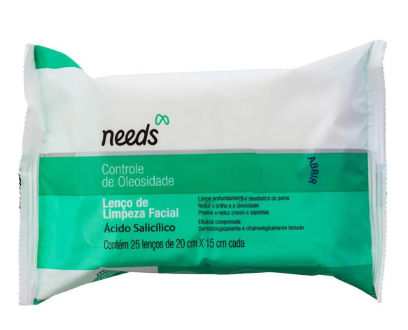 needs
Controle
de Oleosidade
Lenço de
Limpeza Facial
Ácido Salicílico
Contém 25 lenços de 20 cm X 15 cm cada
Limpa profundamente e desobstrui os poros
Reduz o brilho e a oleosidade
Previne e reduz cravos e espinhas
Eficácia comprovada
Dermatologicamente e oftalmologicamente testado
ABRIR